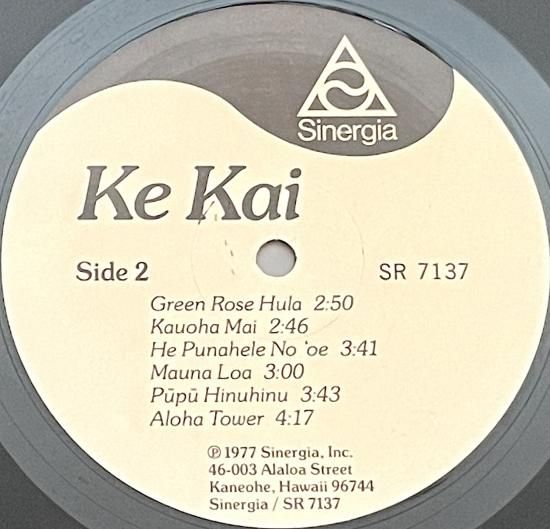 Sinergia
Ke Kai
Side 2 SR 7137
Green Rose Hula 2:50
Kauoha Mai 2:46
He Punahele No ‘oe 3:41
Mauna Loa 3:00
Pūpū Hinuhinu 3:43
Aloha Tower 4:17
℗ 1977 Sinergia, Inc.
46-003 Alaloa Street
Kaneohe, Hawaii 96744
Sinergia / SR 7137